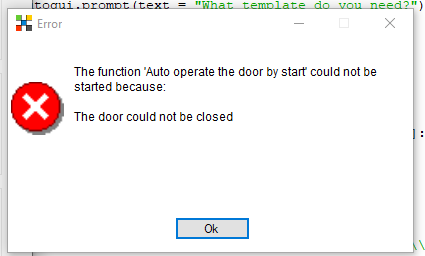 togui.prompt(text = "What template do you need?")
Error
The function 'Auto operate the door by start' could not be
started because:
The door could not be closed
]:
Ok
\\